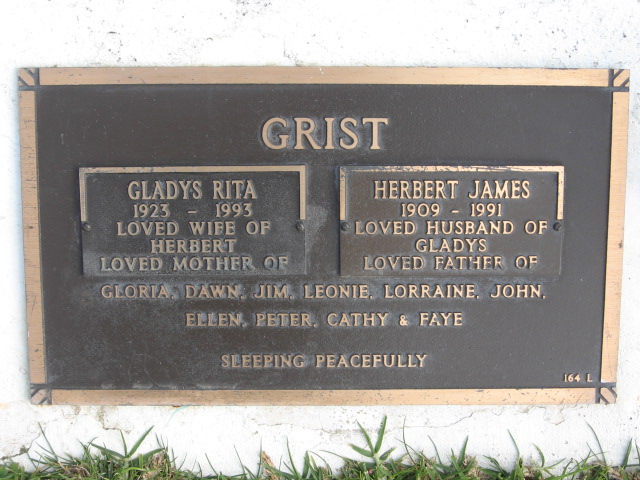 GRIST
GLADYS RITA
1923 - 1993
LOVED WIFE OF
HERBERT
LOVED MOTHER OF
HERBERT JAMES
1909 - 1991
LOVED HUSBAND OF
GLADYS
LOVED FATHER OF
GLORIA, DAWN, JIM, LEONIE, LORRAINE, JOHN,
ELLEN, PETER, CATHY & FAYE
SLEEPING PEACEFULLY
164 L